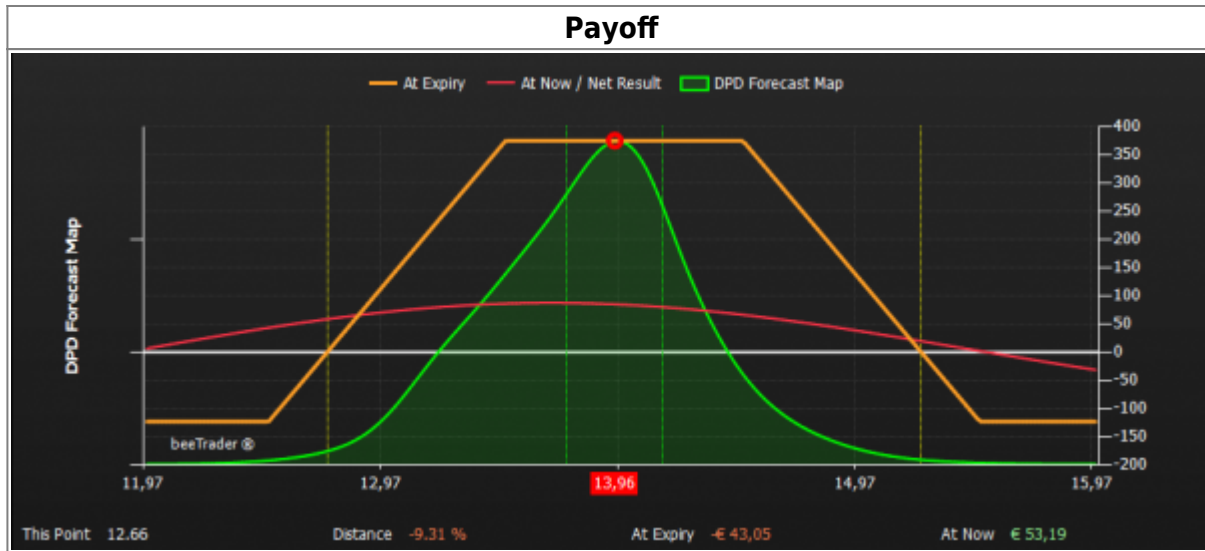 Payoff
At Expiry At Now / Net Result DPD Forecast Map
DPD Forecast Map
400
350
300
250
200
150
100
50
0
-50
-100
-150
-200
beeTrader ®
11,97 12,97 13,96 14,97 15,97
This Point 12.66 Distance -9.31 % At Expiry -€ 43,05 At Now € 53,19